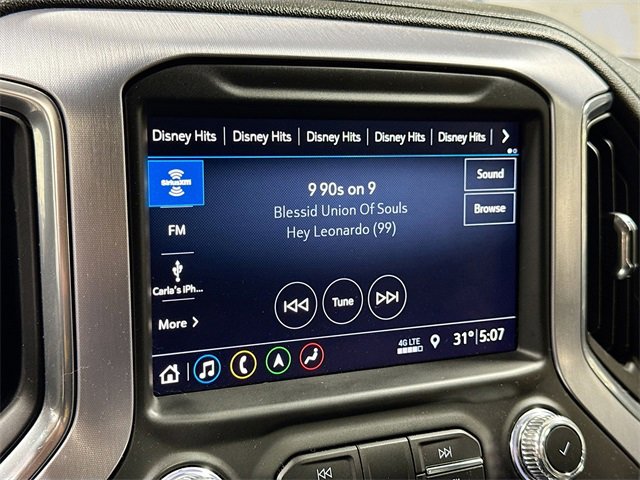 Disney Hits | Disney Hits | Disney Hits | Disney Hits | Disney Hits |
SiriusXM
9 90s on 9
Sound
Blessid Union Of Souls
Browse
FM
Hey Leonardo (99)
Carla's iPh...
Tune
More
4G LTE
31° 5:07